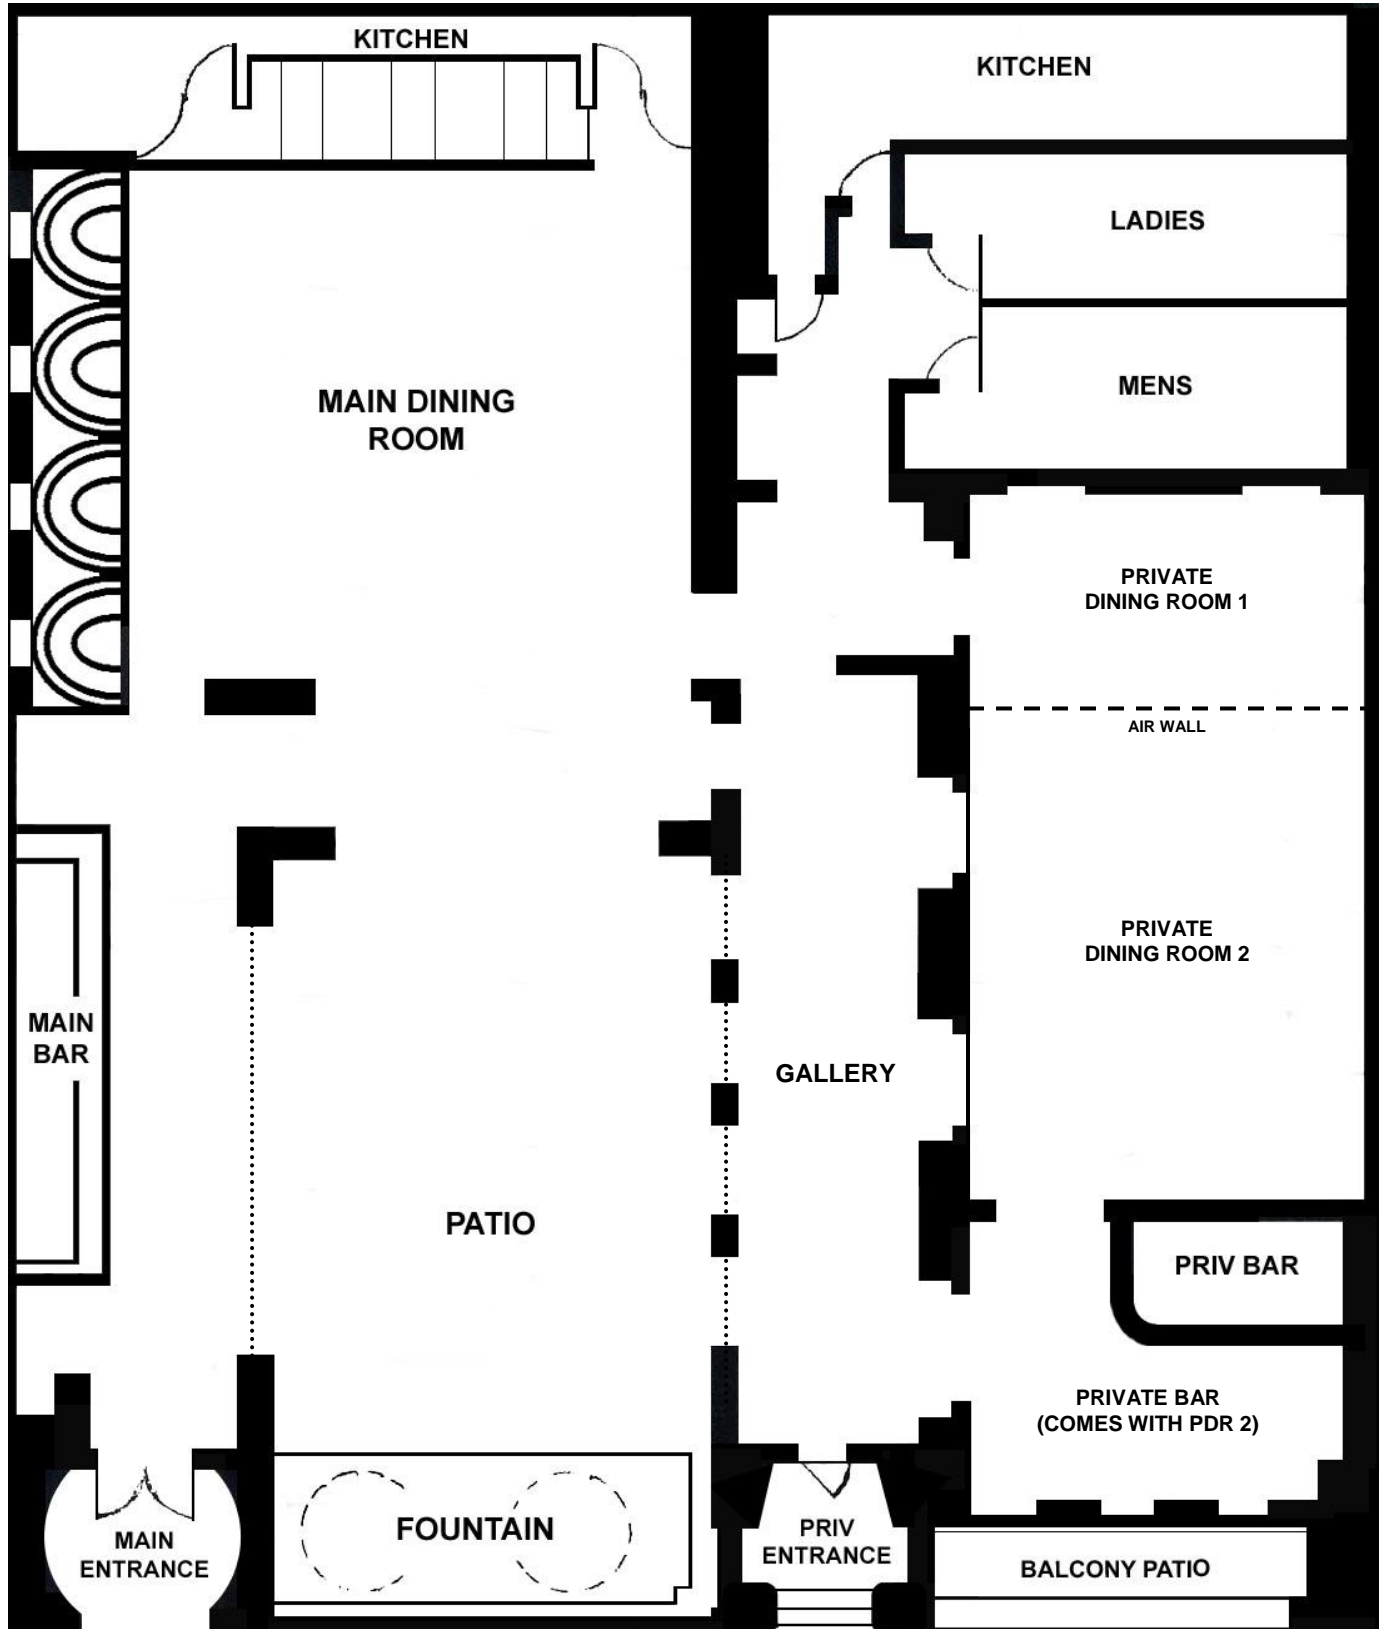 KITCHEN
KITCHEN
LADIES
MENS
MAIN DINING
ROOM
PRIVATE
DINING ROOM 1
AIR WALL
PRIVATE
DINING ROOM 2
MAIN
BAR
GALLERY
PATIO
PRIV BAR
PRIVATE BAR
(COMES WITH PDR 2)
MAIN
ENTRANCE
FOUNTAIN
PRIV
ENTRANCE
BALCONY PATIO